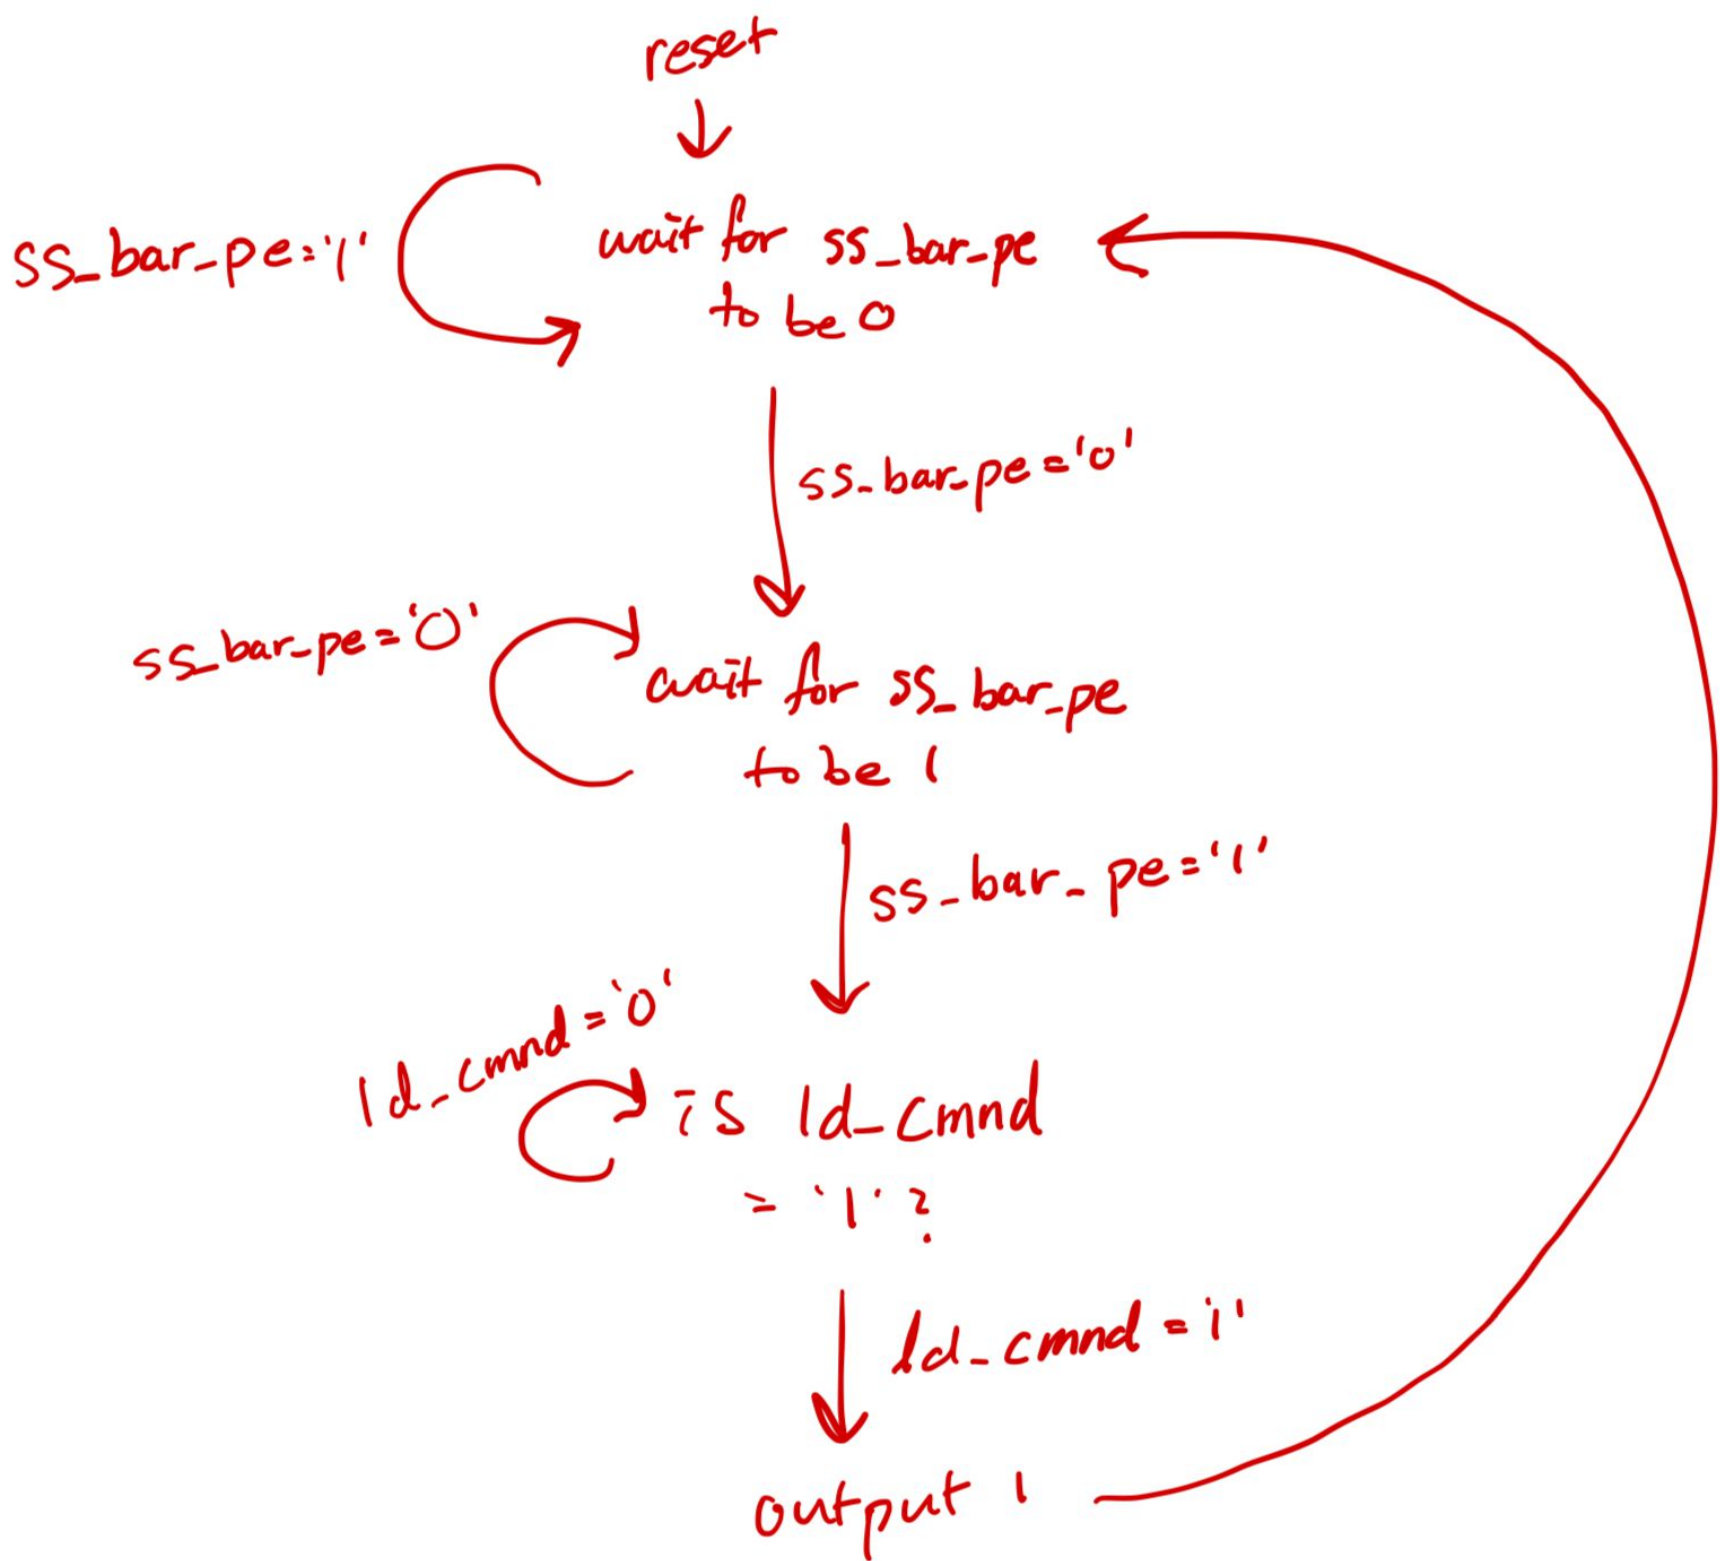 reset
ss_bar_pe='1'
wait for ss_bar_pe
to be 0
ss_bar_pe='0'
ss_bar_pe='0'
wait for ss_bar_pe
to be 1
ss_bar_pe='1'
ld_cmnd='0'
is ld_cmnd
= '1' ?
ld_cmnd='1'
output 1